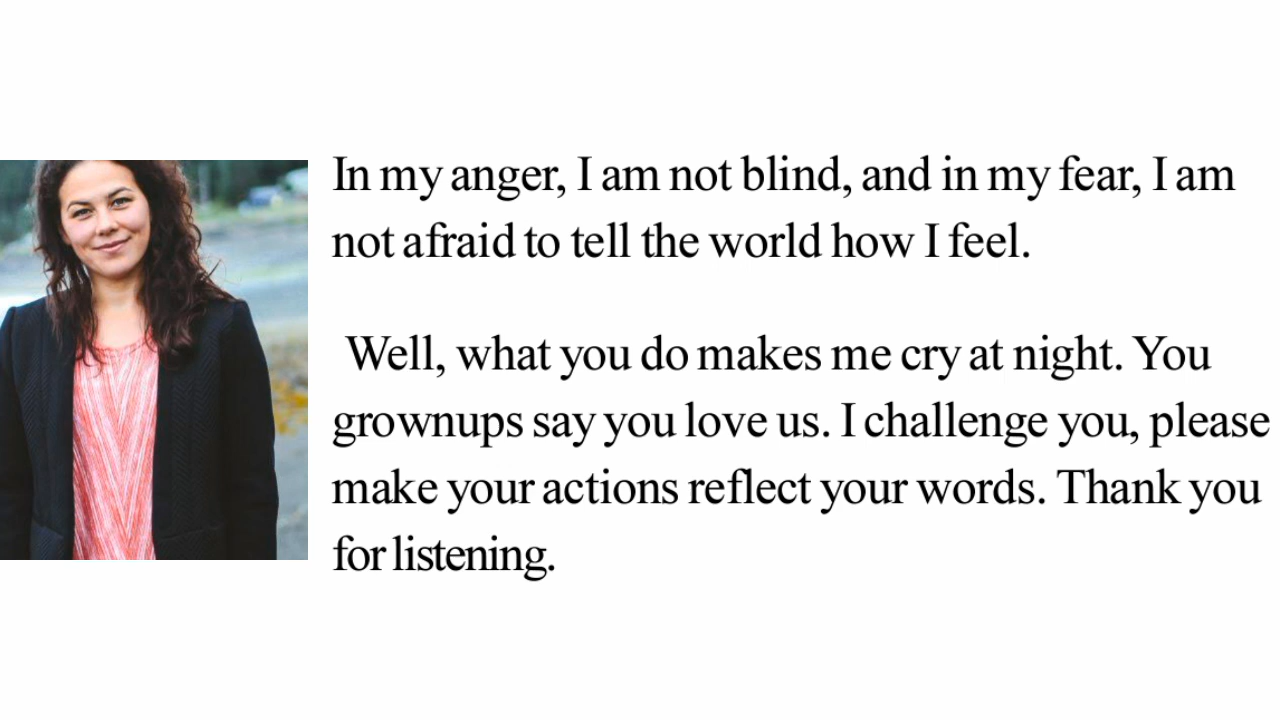 In my anger, I am not blind, and in my fear, I am
not afraid to tell the world how I feel.
Well, what you do makes me cry at night. You
grownups say you love us. I challenge you, please
make your actions reflect your words. Thank you
for listening.